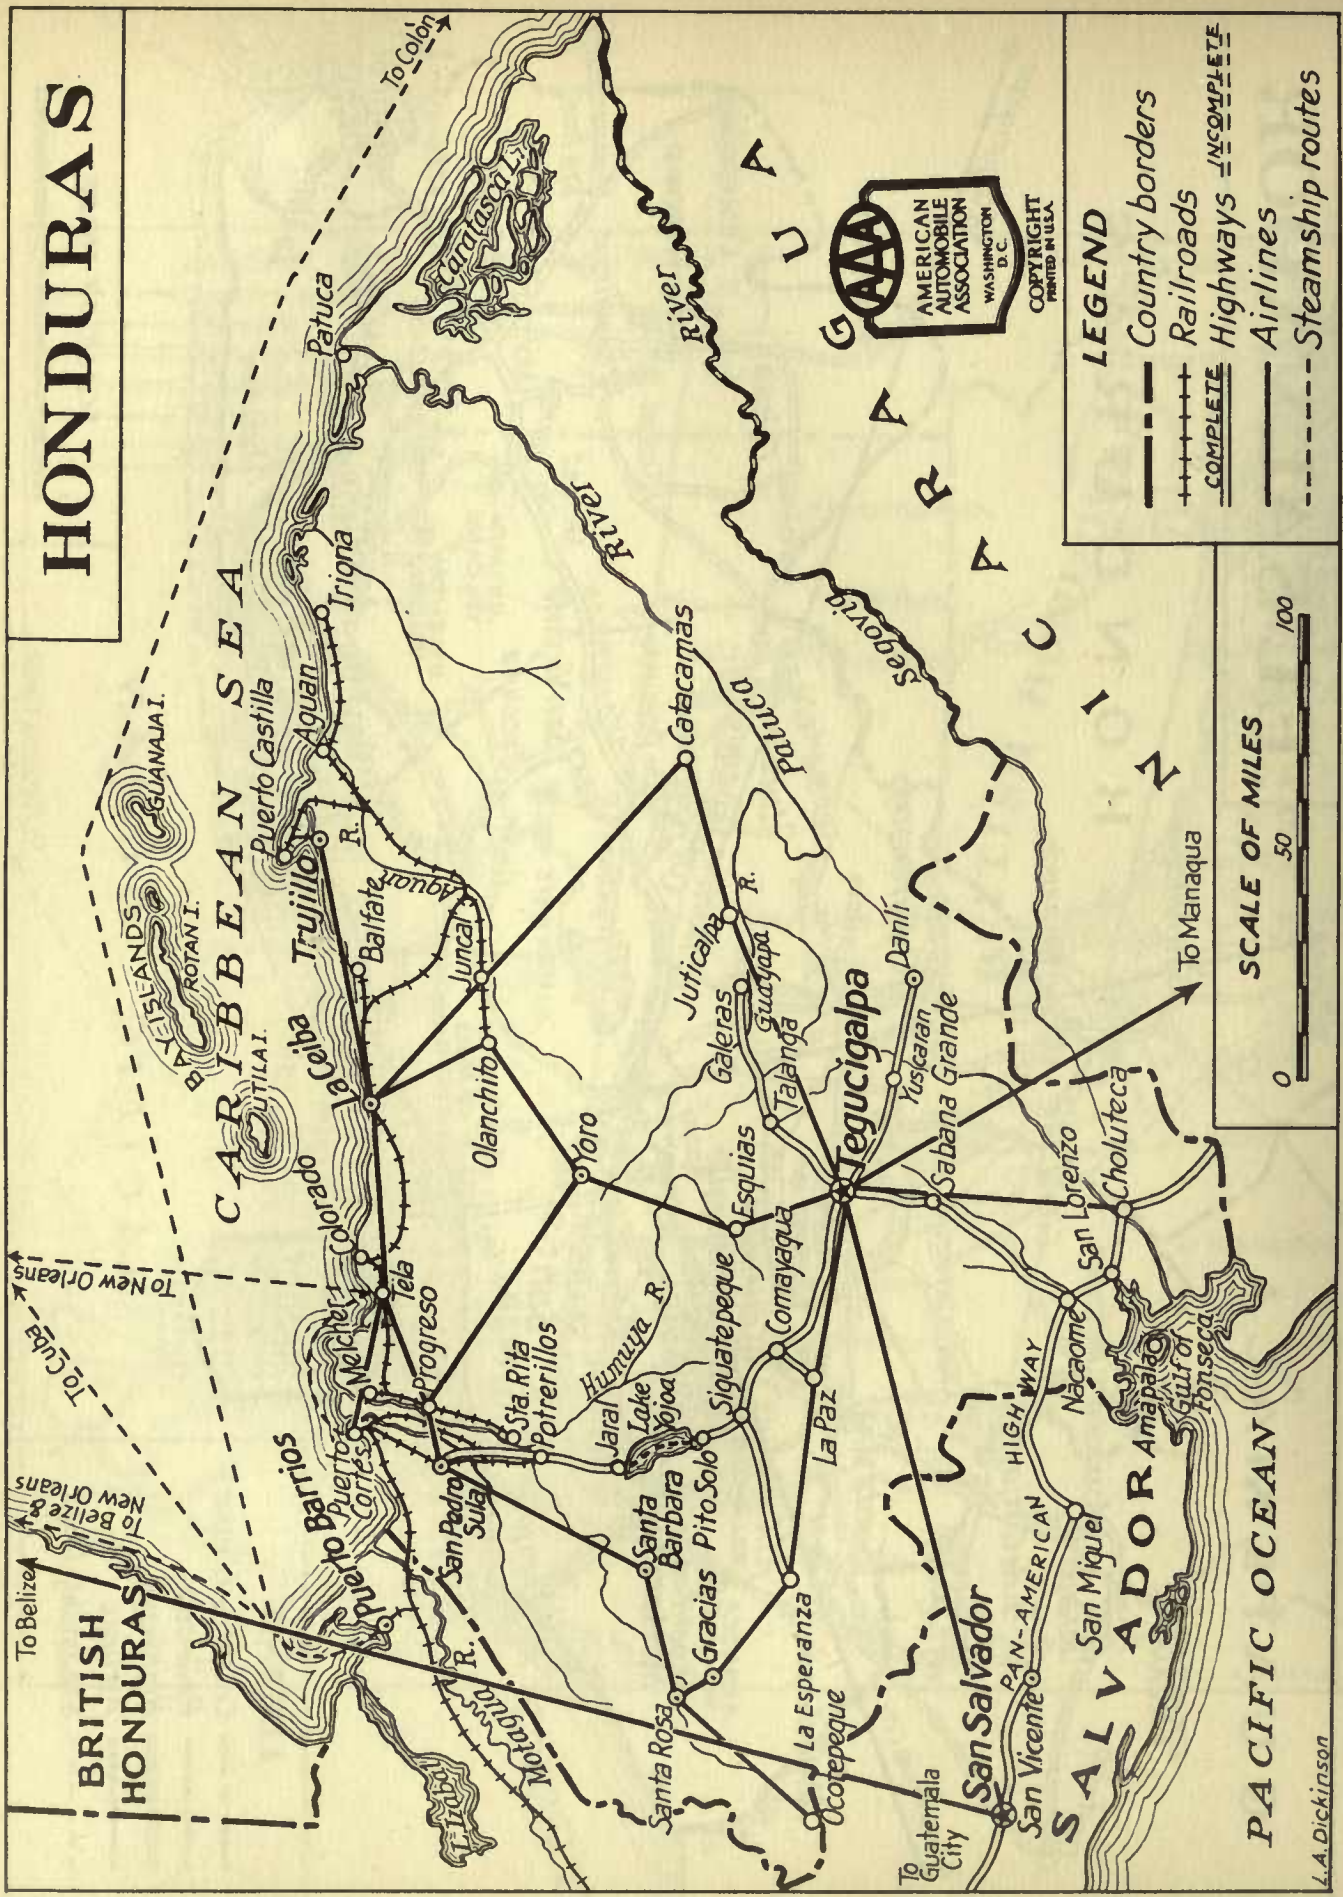 HONDURAS
To Belize
To Belize &
New Orleans
To Cuba
To New Orleans
To Colón
BRITISH
HONDURAS
BAY ISLANDS
ROTAN I.
GUANAJA I.
UTILA I.
CARIBBEAN SEA
Puerto Barrios
Puerto
Cortés
Melcher
Colorado
Tela
La Ceiba
Balfate
Trujillo
Puerto Castilla
Aguan
Iriona
Patuca
Caratasca L.
L. Izabal
Motagua R.
San Pedro
Sula
Progreso
Sta. Rita
Potrerillos
Olanchito
Juncal
Aguan R.
Yoro
Humuya R.
Jaral
Lake
Yojoa
Pito Solo
Siguatepeque
Santa
Barbara
Gracias
Santa Rosa
La Esperanza
Ocotepeque
Comayagua
La Paz
Esquias
Talanga
Galeras
Juticalpa
Guayapa R.
Catacamas
Patuca River
Segovia River
Danlí
Yuscaran
Tegucigalpa
Sabana Grande
San Lorenzo
Choluteca
Nacaome
Amapala
Gulf of
Fonseca
PAN-AMERICAN HIGHWAY
San Miguel
San Vicente
San Salvador
SALVADOR
To
Guatemala
City
To Managua
NICARAGUA
PACIFIC OCEAN
AAA
AMERICAN
AUTOMOBILE
ASSOCIATION
WASHINGTON
D. C.
COPYRIGHT
PRINTED IN U.S.A.
LEGEND
Country borders
Railroads
COMPLETE Highways INCOMPLETE
Airlines
Steamship routes
SCALE OF MILES
0 50 100
L.A. Dickinson